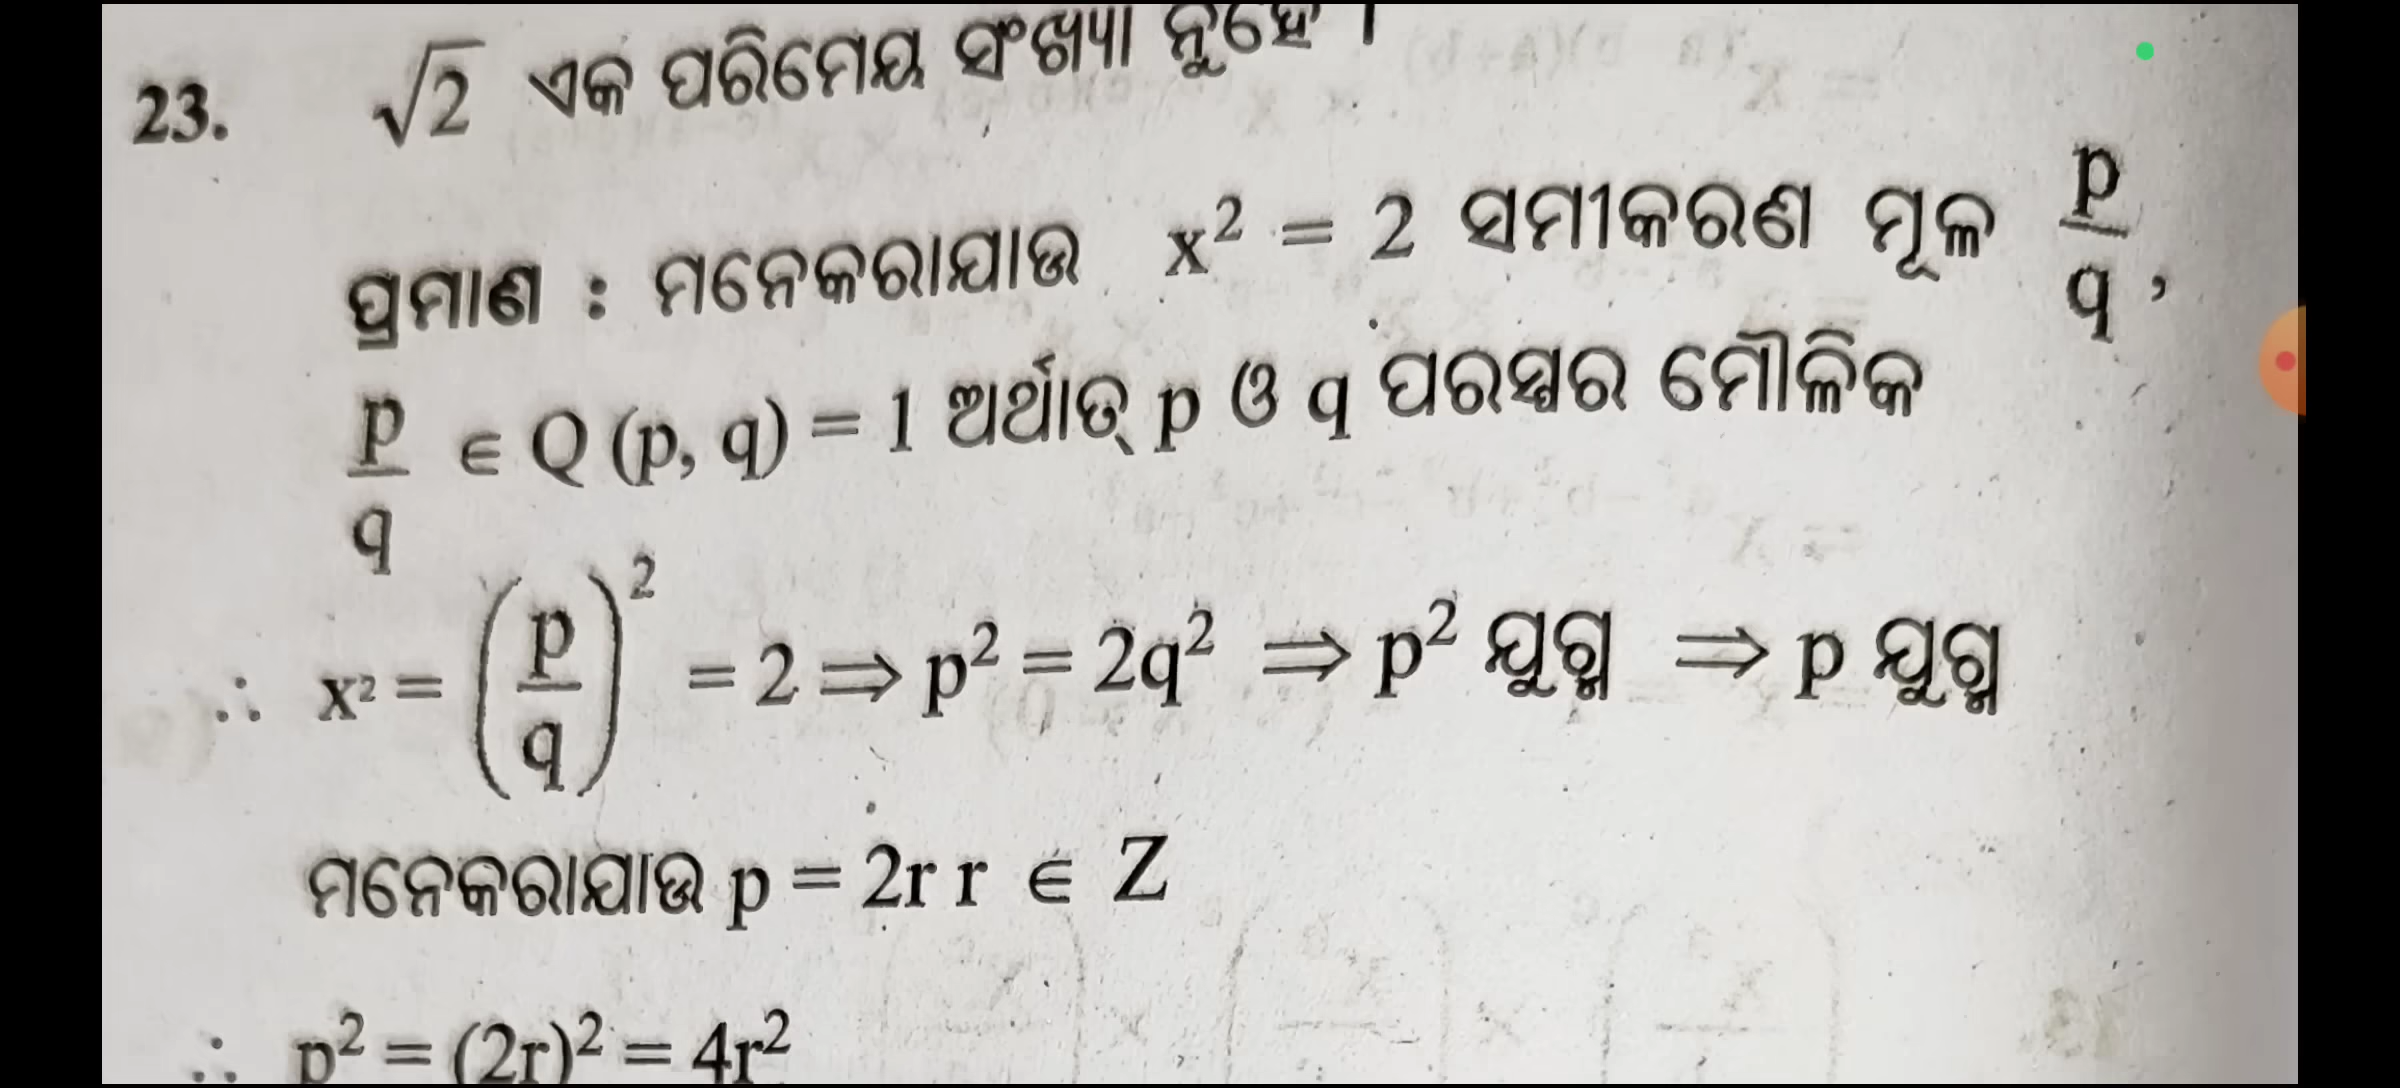 23. √2 ଏକ ପରିମେୟ ସଂଖ୍ୟା ନୁହେଁ ।
ପ୍ରମାଣ : ମନେକରାଯାଉ x² = 2 ସମୀକରଣ ମୂଳ p/q ,
p/q ∈ Q (p, q) = 1 ଅର୍ଥାତ୍ p ଓ q ପରସ୍ପର ମୌଳିକ
∴ x² = (p/q)² = 2 ⇒ p² = 2q² ⇒ p² ଯୁଗ୍ମ ⇒ p ଯୁଗ୍ମ
ମନେକରାଯାଉ p = 2r r ∈ Z
∴ p² = (2r)² = 4r²